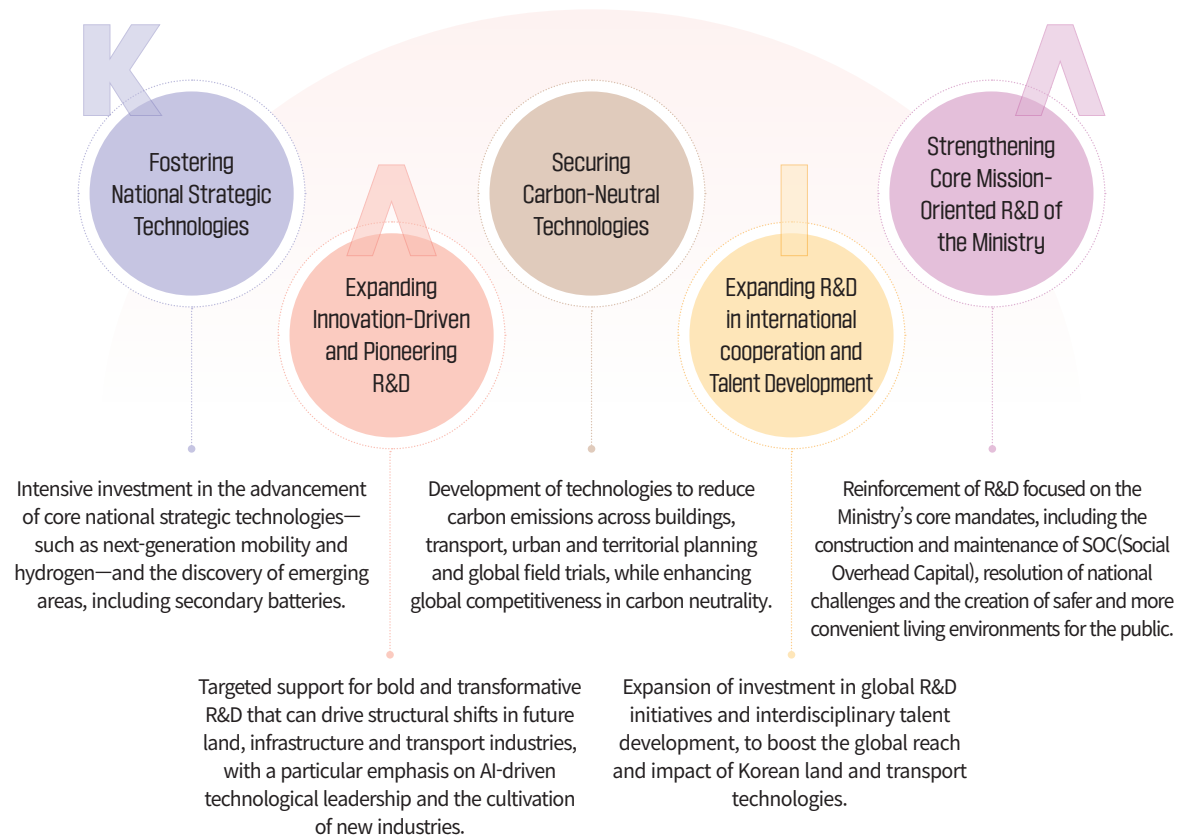 K
Fostering
National Strategic
Technologies
Intensive investment in the advancement
of core national strategic technologies—
such as next-generation mobility and
hydrogen—and the discovery of emerging
areas, including secondary batteries.
A
Expanding
Innovation-Driven
and Pioneering
R&D
Targeted support for bold and transformative
R&D that can drive structural shifts in future
land, infrastructure and transport industries,
with a particular emphasis on AI-driven
technological leadership and the cultivation
of new industries.
Securing
Carbon-Neutral
Technologies
Development of technologies to reduce
carbon emissions across buildings,
transport, urban and territorial planning
and global field trials, while enhancing
global competitiveness in carbon neutrality.
I
Expanding R&D
in international
cooperation and
Talent Development
Expansion of investment in global R&D
initiatives and interdisciplinary talent
development, to boost the global reach
and impact of Korean land and transport
technologies.
A
Strengthening
Core Mission-
Oriented R&D of
the Ministry
Reinforcement of R&D focused on the
Ministry’s core mandates, including the
construction and maintenance of SOC(Social
Overhead Capital), resolution of national
challenges and the creation of safer and more
convenient living environments for the public.